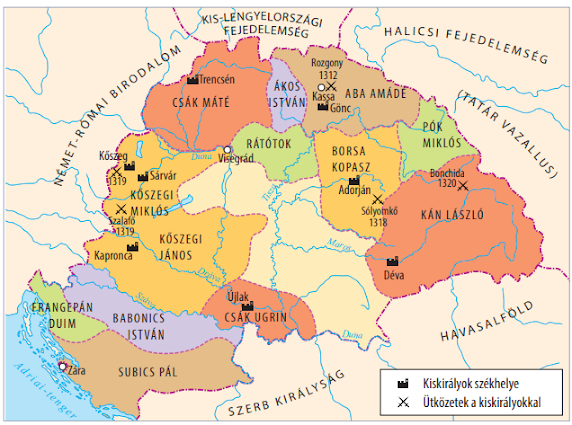 KIS-LENGYELORSZÁGI
FEJEDELEMSÉG
HALICSI FEJEDELEMSÉG
(TATÁR VAZALLUS)
NÉMET-RÓMAI BIRODALOM
Trencsén
CSÁK MÁTÉ
ÁKOS
ISTVÁN
Rozgony
1312
Kassa
Gönc
ABA AMADÉ
RÁTÓTOK
PÓK
MIKLÓS
BORSA
KOPASZ
Adorján
Sólyomkő
1318
Bonchida
1320
KÁN LÁSZLÓ
Déva
Duna
Visegrád
Tisza
Kőszeg
1319
Sárvár
KŐSZEGI
MIKLÓS
Szalafő
1319
KŐSZEGI
JÁNOS
Kapronca
Dráva
Maros
Száva
FRANGEPÁN
DUIM
BABONICS
ISTVÁN
Újlak
CSÁK UGRIN
Duna
SUBICS PÁL
Zára
Adriai-tenger
SZERB KIRÁLYSÁG
HAVASALFÖLD
Kiskirályok székhelye
Ütközetek a kiskirályokkal